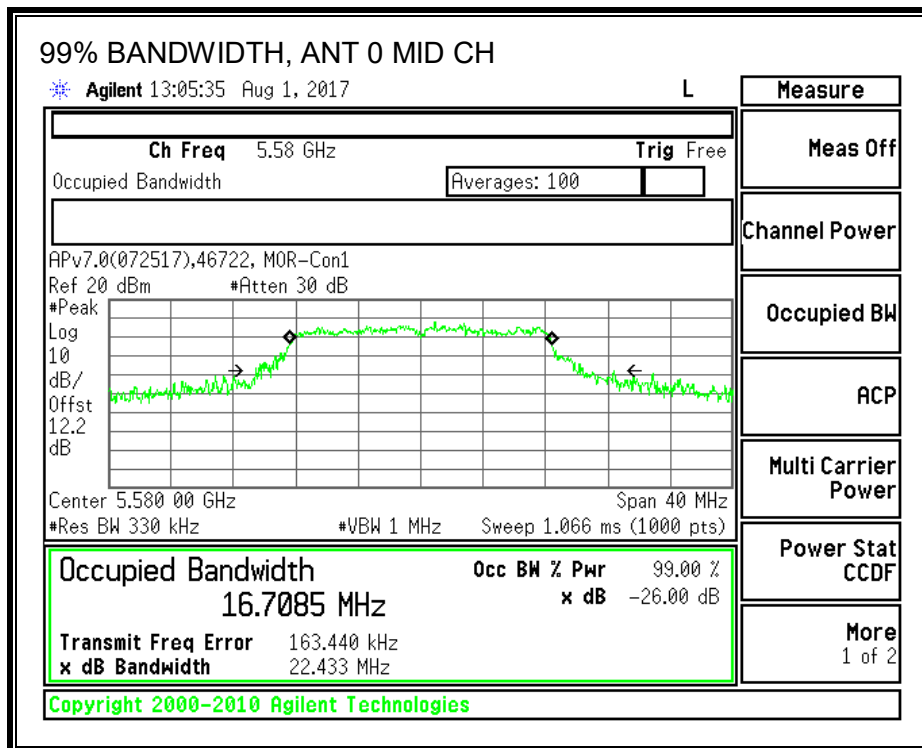 99% BANDWIDTH, ANT 0 MID CH
Agilent 13:05:35 Aug 1, 2017 L
Measure
Ch Freq 5.58 GHz Trig Free
Meas Off
Occupied Bandwidth Averages: 100
Channel Power
APv7.0(072517),46722, MOR-Con1
Ref 20 dBm #Atten 30 dB
#Peak
Log
10
dB/
Offst
12.2
dB
Occupied BW
ACP
Multi Carrier
Power
Center 5.580 00 GHz Span 40 MHz
#Res BW 330 kHz #VBW 1 MHz Sweep 1.066 ms (1000 pts)
Power Stat
CCDF
Occupied Bandwidth Occ BW % Pwr 99.00 %
16.7085 MHz x dB -26.00 dB
Transmit Freq Error 163.440 kHz
x dB Bandwidth 22.433 MHz
More
1 of 2
Copyright 2000-2010 Agilent Technologies